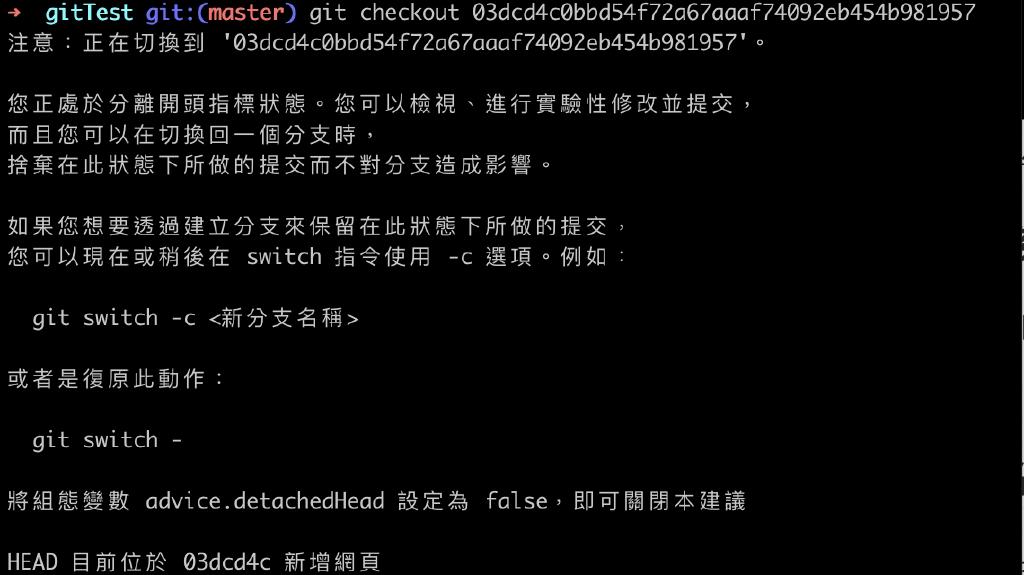 ➜ gitTest git:(master) git checkout 03dcd4c0bbd54f72a67aaaf74092eb454b981957
注意：正在切換到 '03dcd4c0bbd54f72a67aaaf74092eb454b981957'。
您正處於分離開頭指標狀態。您可以檢視、進行實驗性修改並提交，
而且您可以在切換回一個分支時，
捨棄在此狀態下所做的提交而不對分支造成影響。
如果您想要透過建立分支來保留在此狀態下所做的提交，
您可以現在或稍後在 switch 指令使用 -c 選項。例如：
git switch -c <新分支名稱>
或者是復原此動作：
git switch -
將組態變數 advice.detachedHead 設定為 false，即可關閉本建議
HEAD 目前位於 03dcd4c 新增網頁